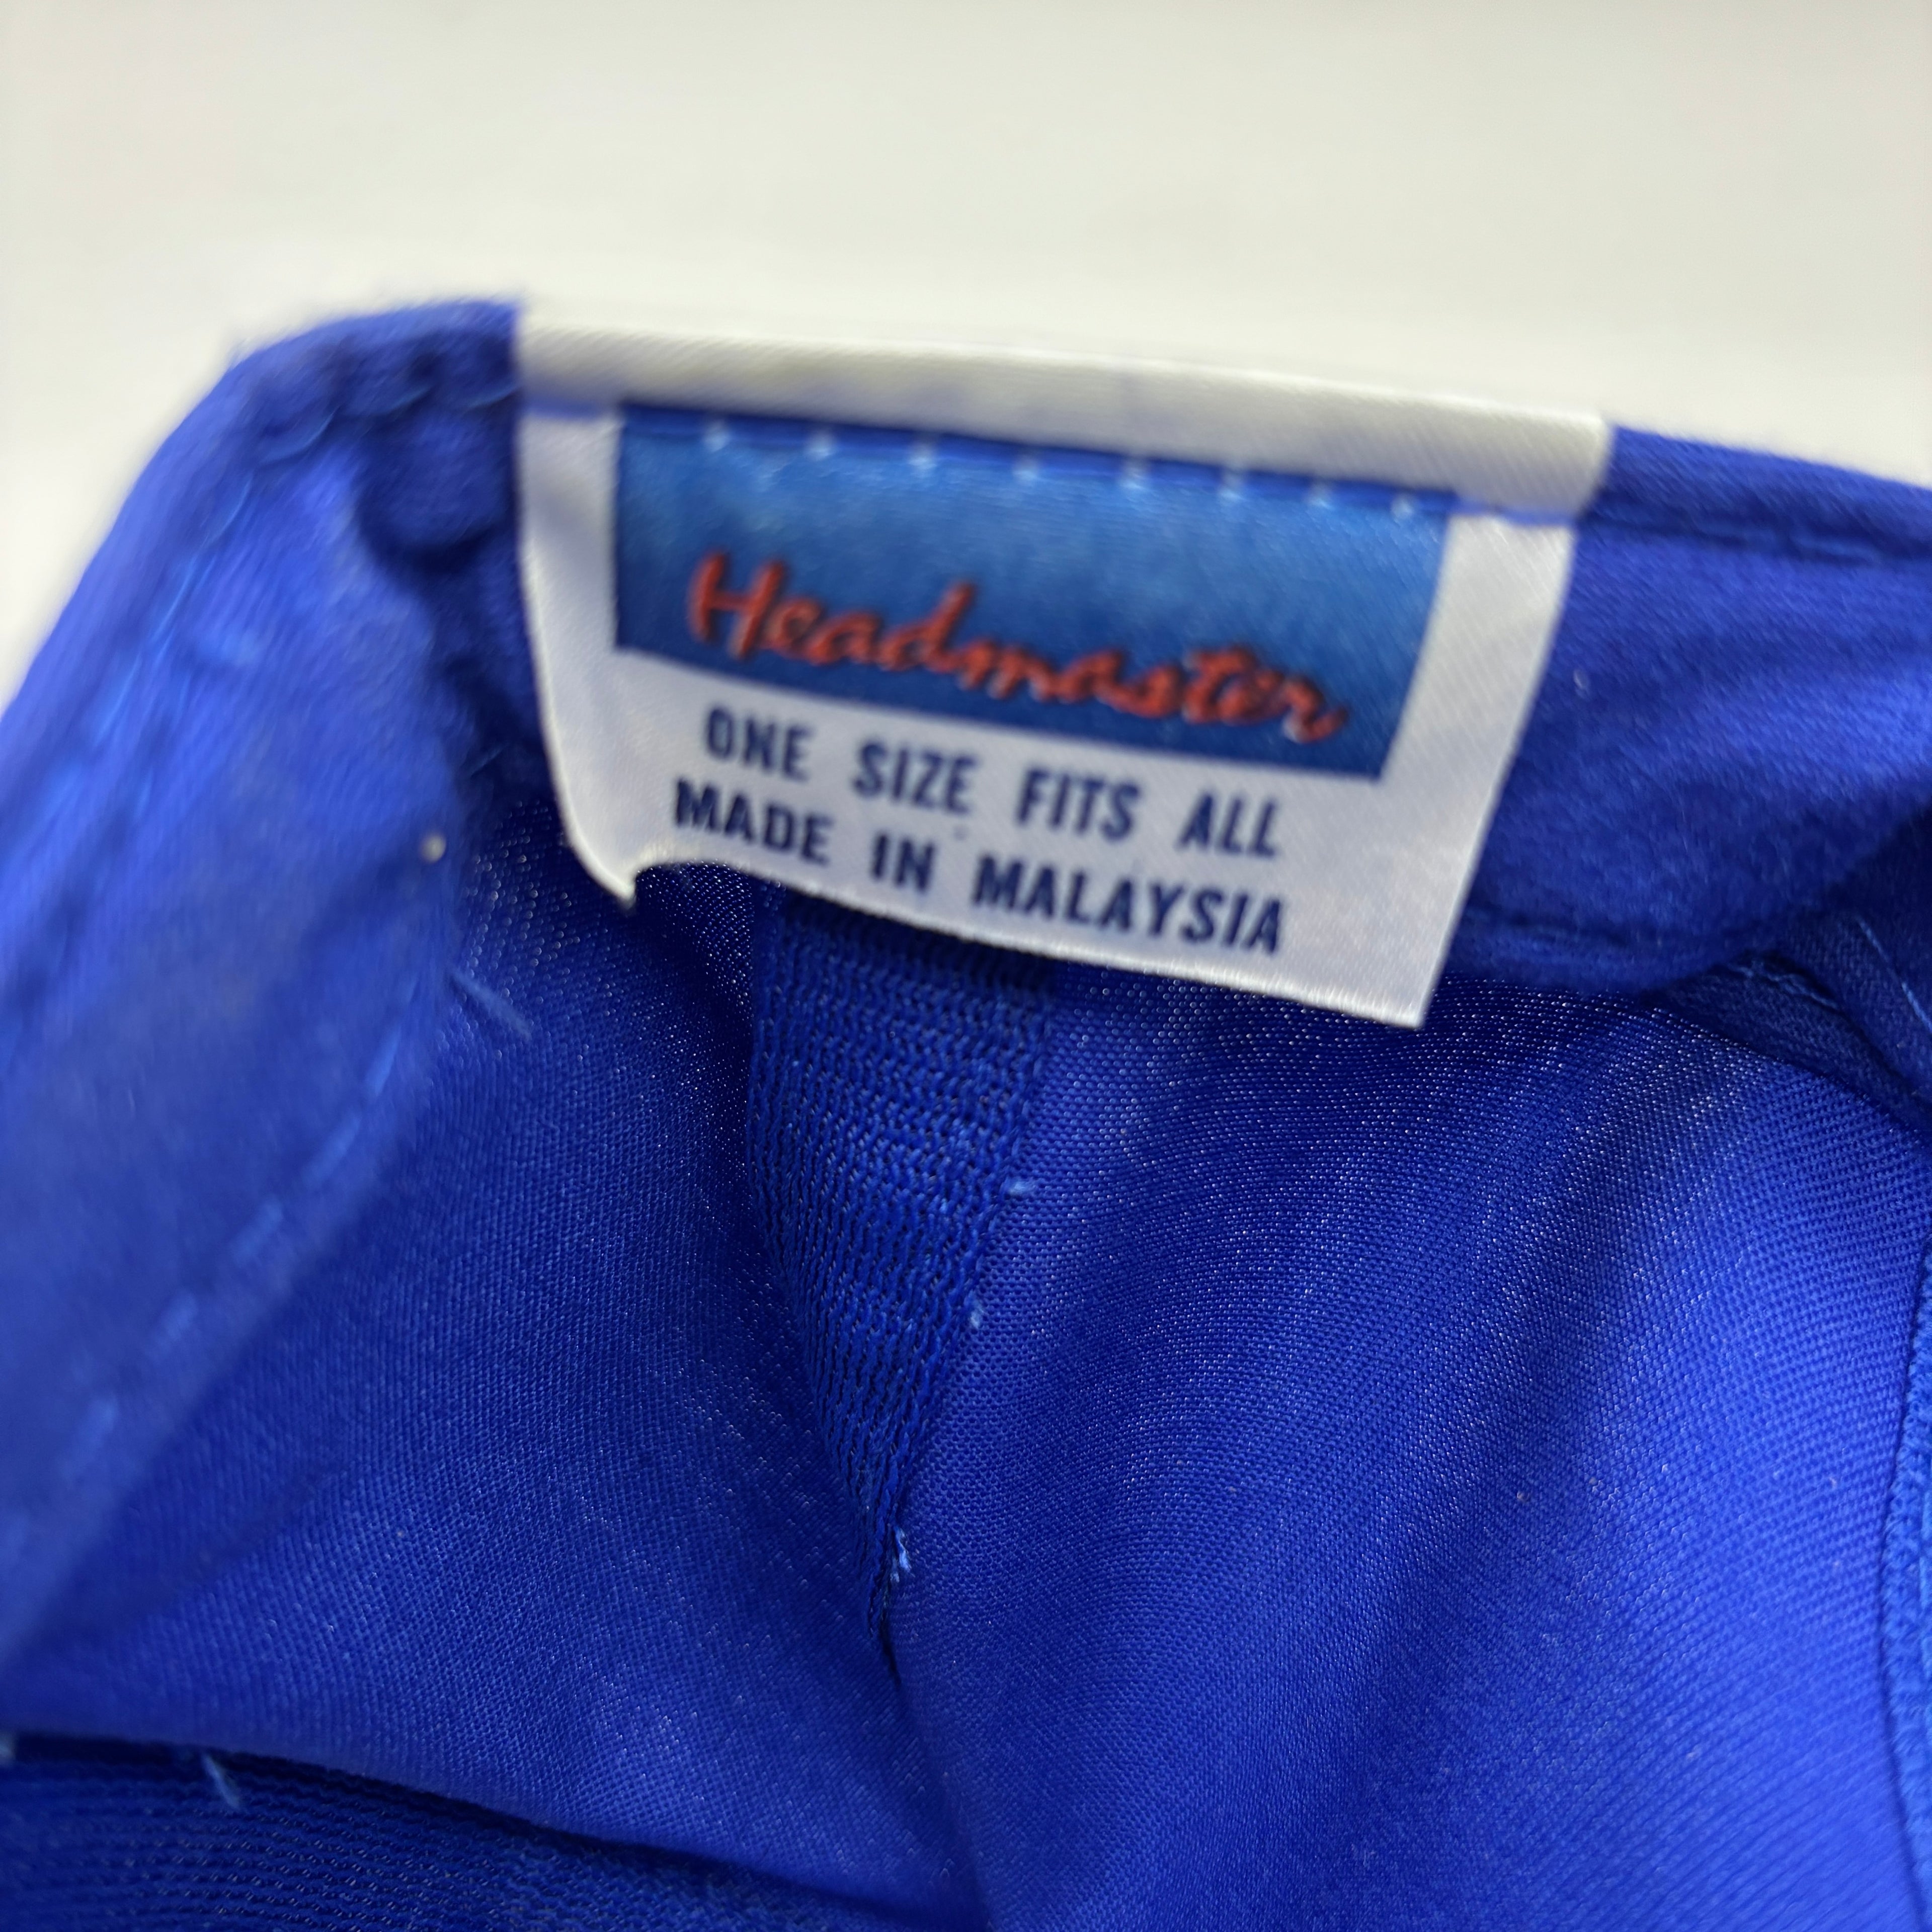 Headmaster
ONE SIZE FITS ALL
MADE IN MALAYSIA